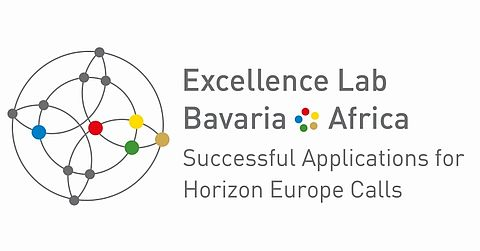 Excellence Lab
Bavaria Africa
Successful Applications for
Horizon Europe Calls